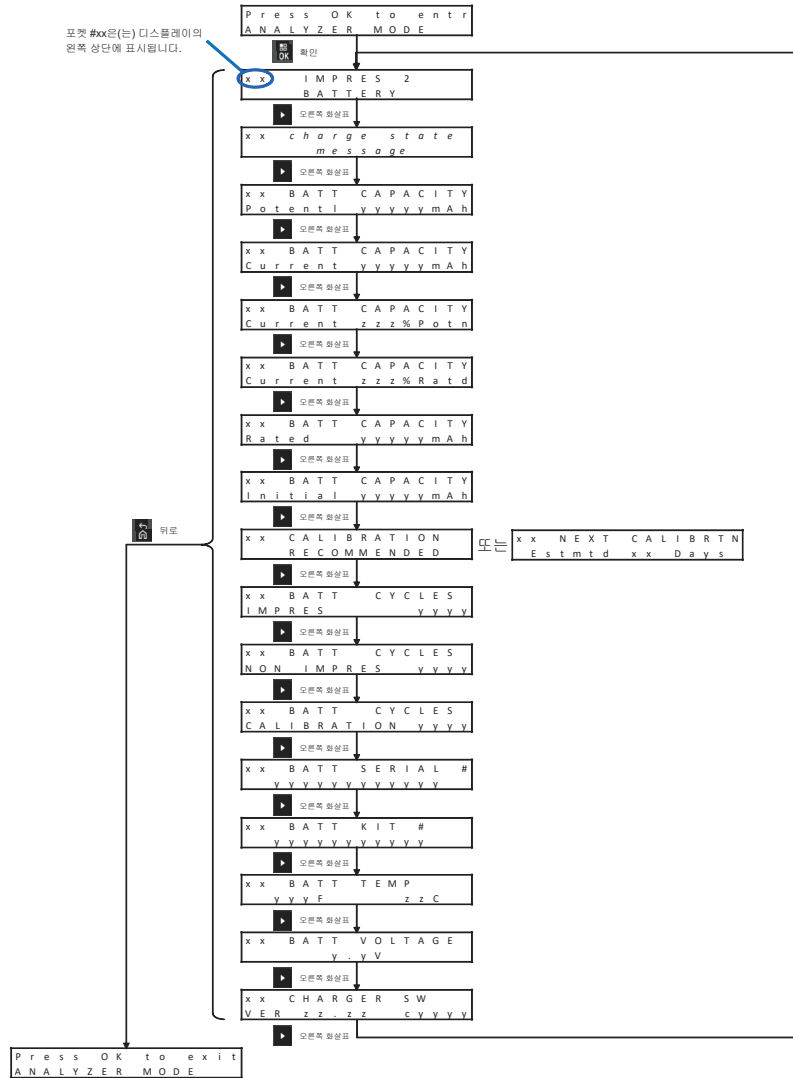 Press OK to entr
ANALYZER MODE
포켓 #xx은(는) 디스플레이의
왼쪽 상단에 표시됩니다.
OK 확인
xx IMPRES 2
BATTERY
오른쪽 화살표
xx charge state
message
오른쪽 화살표
xx BATT CAPACITY
Potentl yyyyymAh
오른쪽 화살표
xx BATT CAPACITY
Current yyyyymAh
오른쪽 화살표
xx BATT CAPACITY
Current zzz%Potn
오른쪽 화살표
xx BATT CAPACITY
Current zzz%Ratd
오른쪽 화살표
xx BATT CAPACITY
Rated yyyyymAh
오른쪽 화살표
xx BATT CAPACITY
Initial yyyyymAh
오른쪽 화살표
뒤로
xx CALIBRATION
RECOMMENDED
또는
xx NEXT CALIBRTN
Estmtd xx Days
오른쪽 화살표
xx BATT CYCLES
IMPRES yyyy
오른쪽 화살표
xx BATT CYCLES
NON IMPRES yyyy
오른쪽 화살표
xx BATT CYCLES
CALIBRATION yyyy
오른쪽 화살표
xx BATT SERIAL #
yyyyyyyyyyyy
오른쪽 화살표
xx BATT KIT #
yyyyyyyyyyy
오른쪽 화살표
xx BATT TEMP
yyyF zzC
오른쪽 화살표
xx BATT VOLTAGE
y.yV
오른쪽 화살표
xx CHARGER SW
VER zz.zz cyyyy
오른쪽 화살표
Press OK to exit
ANALYZER MODE